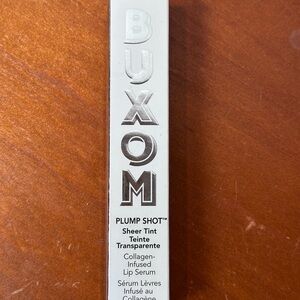 BUXOM
PLUMP SHOT™
Sheer Tint
Teinte
Transparente
Collagen-
Infused
Lip Serum
Sérum Lèvres
Infusé au
Collagène